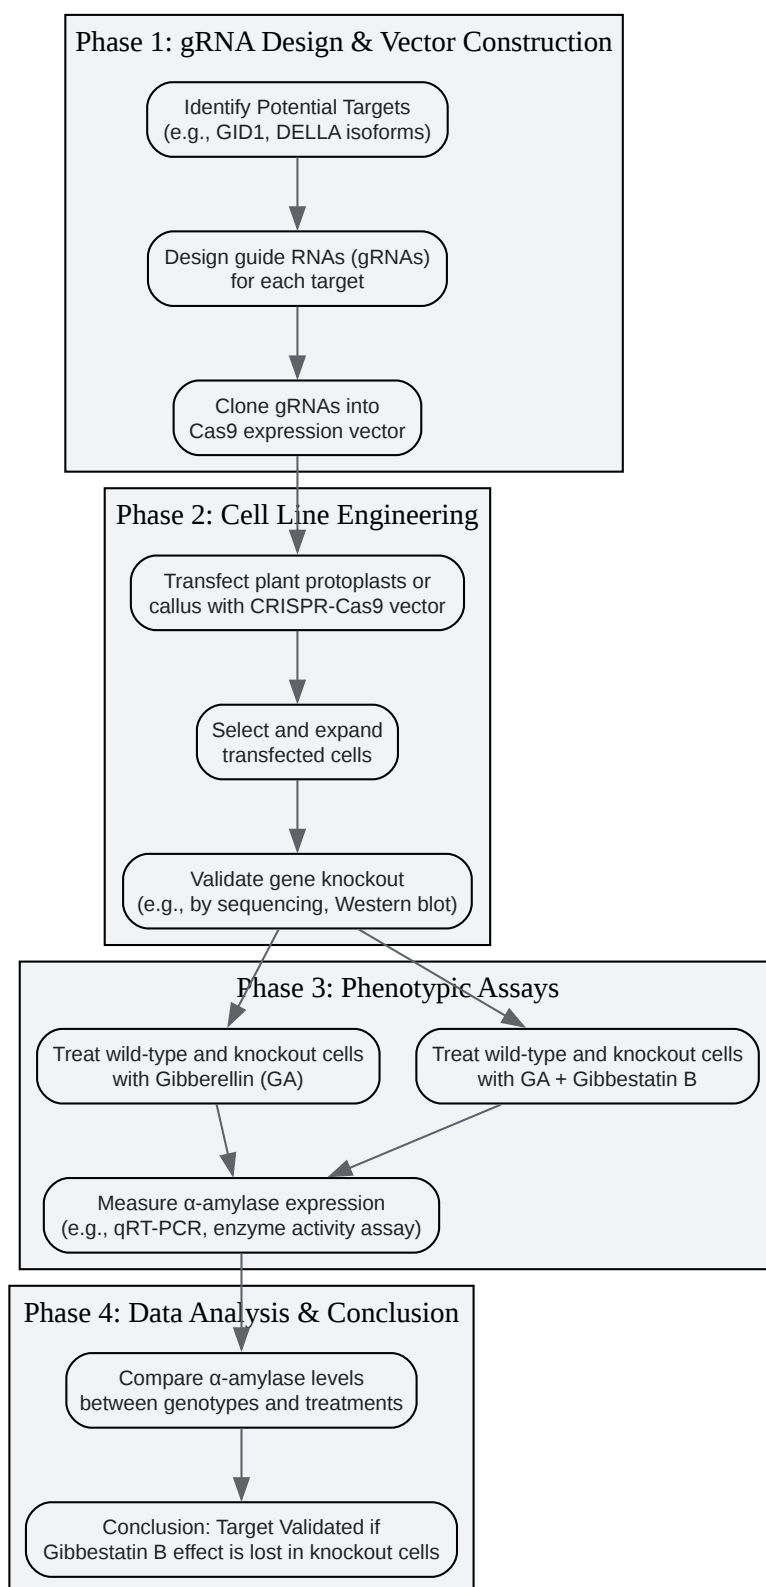 Phase 1: gRNA Design & Vector Construction
Identify Potential Targets
(e.g., GID1, DELLA isoforms)
Design guide RNAs (gRNAs)
for each target
Clone gRNAs into
Cas9 expression vector
Phase 2: Cell Line Engineering
Transfect plant protoplasts or
callus with CRISPR-Cas9 vector
Select and expand
transfected cells
Validate gene knockout
(e.g., by sequencing, Western blot)
Phase 3: Phenotypic Assays
Treat wild-type and knockout cells
with Gibberellin (GA)
Treat wild-type and knockout cells
with GA + Gibbestatin B
Measure α-amylase expression
(e.g., qRT-PCR, enzyme activity assay)
Phase 4: Data Analysis & Conclusion
Compare α-amylase levels
between genotypes and treatments
Conclusion: Target Validated if
Gibbestatin B effect is lost in knockout cells